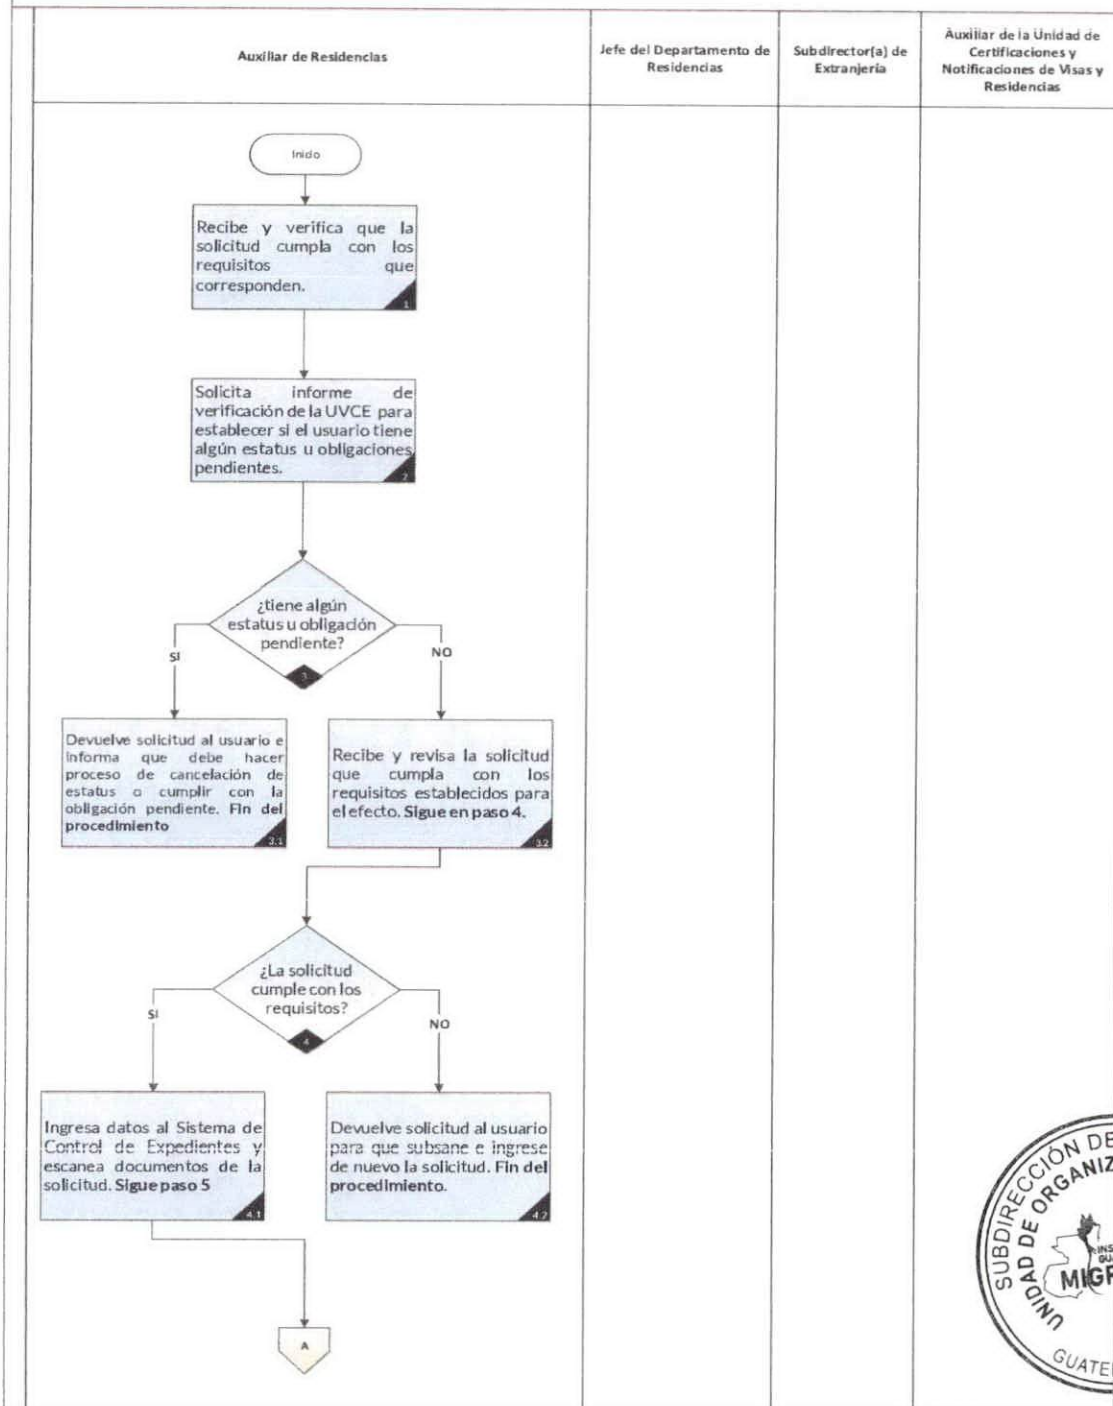 Auxiliar de Residencias
Jefe del Departamento de
Residencias
Subdirector(a) de
Extranjería
Auxiliar de la Unidad de
Certificaciones y
Notificaciones de Visas y
Residencias
Inicio
Recibe y verifica que la
solicitud cumpla con los
requisitos que
corresponden.
1
Solicita informe de
verificación de la UVCE para
establecer si el usuario tiene
algún estatus u obligaciones
pendientes.
2
¿tiene algún
estatus u obligación
pendiente?
3
SI
NO
Devuelve solicitud al usuario e
informa que debe hacer
proceso de cancelación de
estatus o cumplir con la
obligación pendiente. Fin del
procedimiento
3.1
Recibe y revisa la solicitud
que cumpla con los
requisitos establecidos para
el efecto. Sigue en paso 4.
3.2
¿La solicitud
cumple con los
requisitos?
4
SI
NO
Ingresa datos al Sistema de
Control de Expedientes y
escanea documentos de la
solicitud. Sigue paso 5
4.1
Devuelve solicitud al usuario
para que subsane e ingrese
de nuevo la solicitud. Fin del
procedimiento.
4.2
A
SUBDIRECCIÓN DE
UNIDAD DE ORGANIZ
INS
GU
MIGR
GUATE